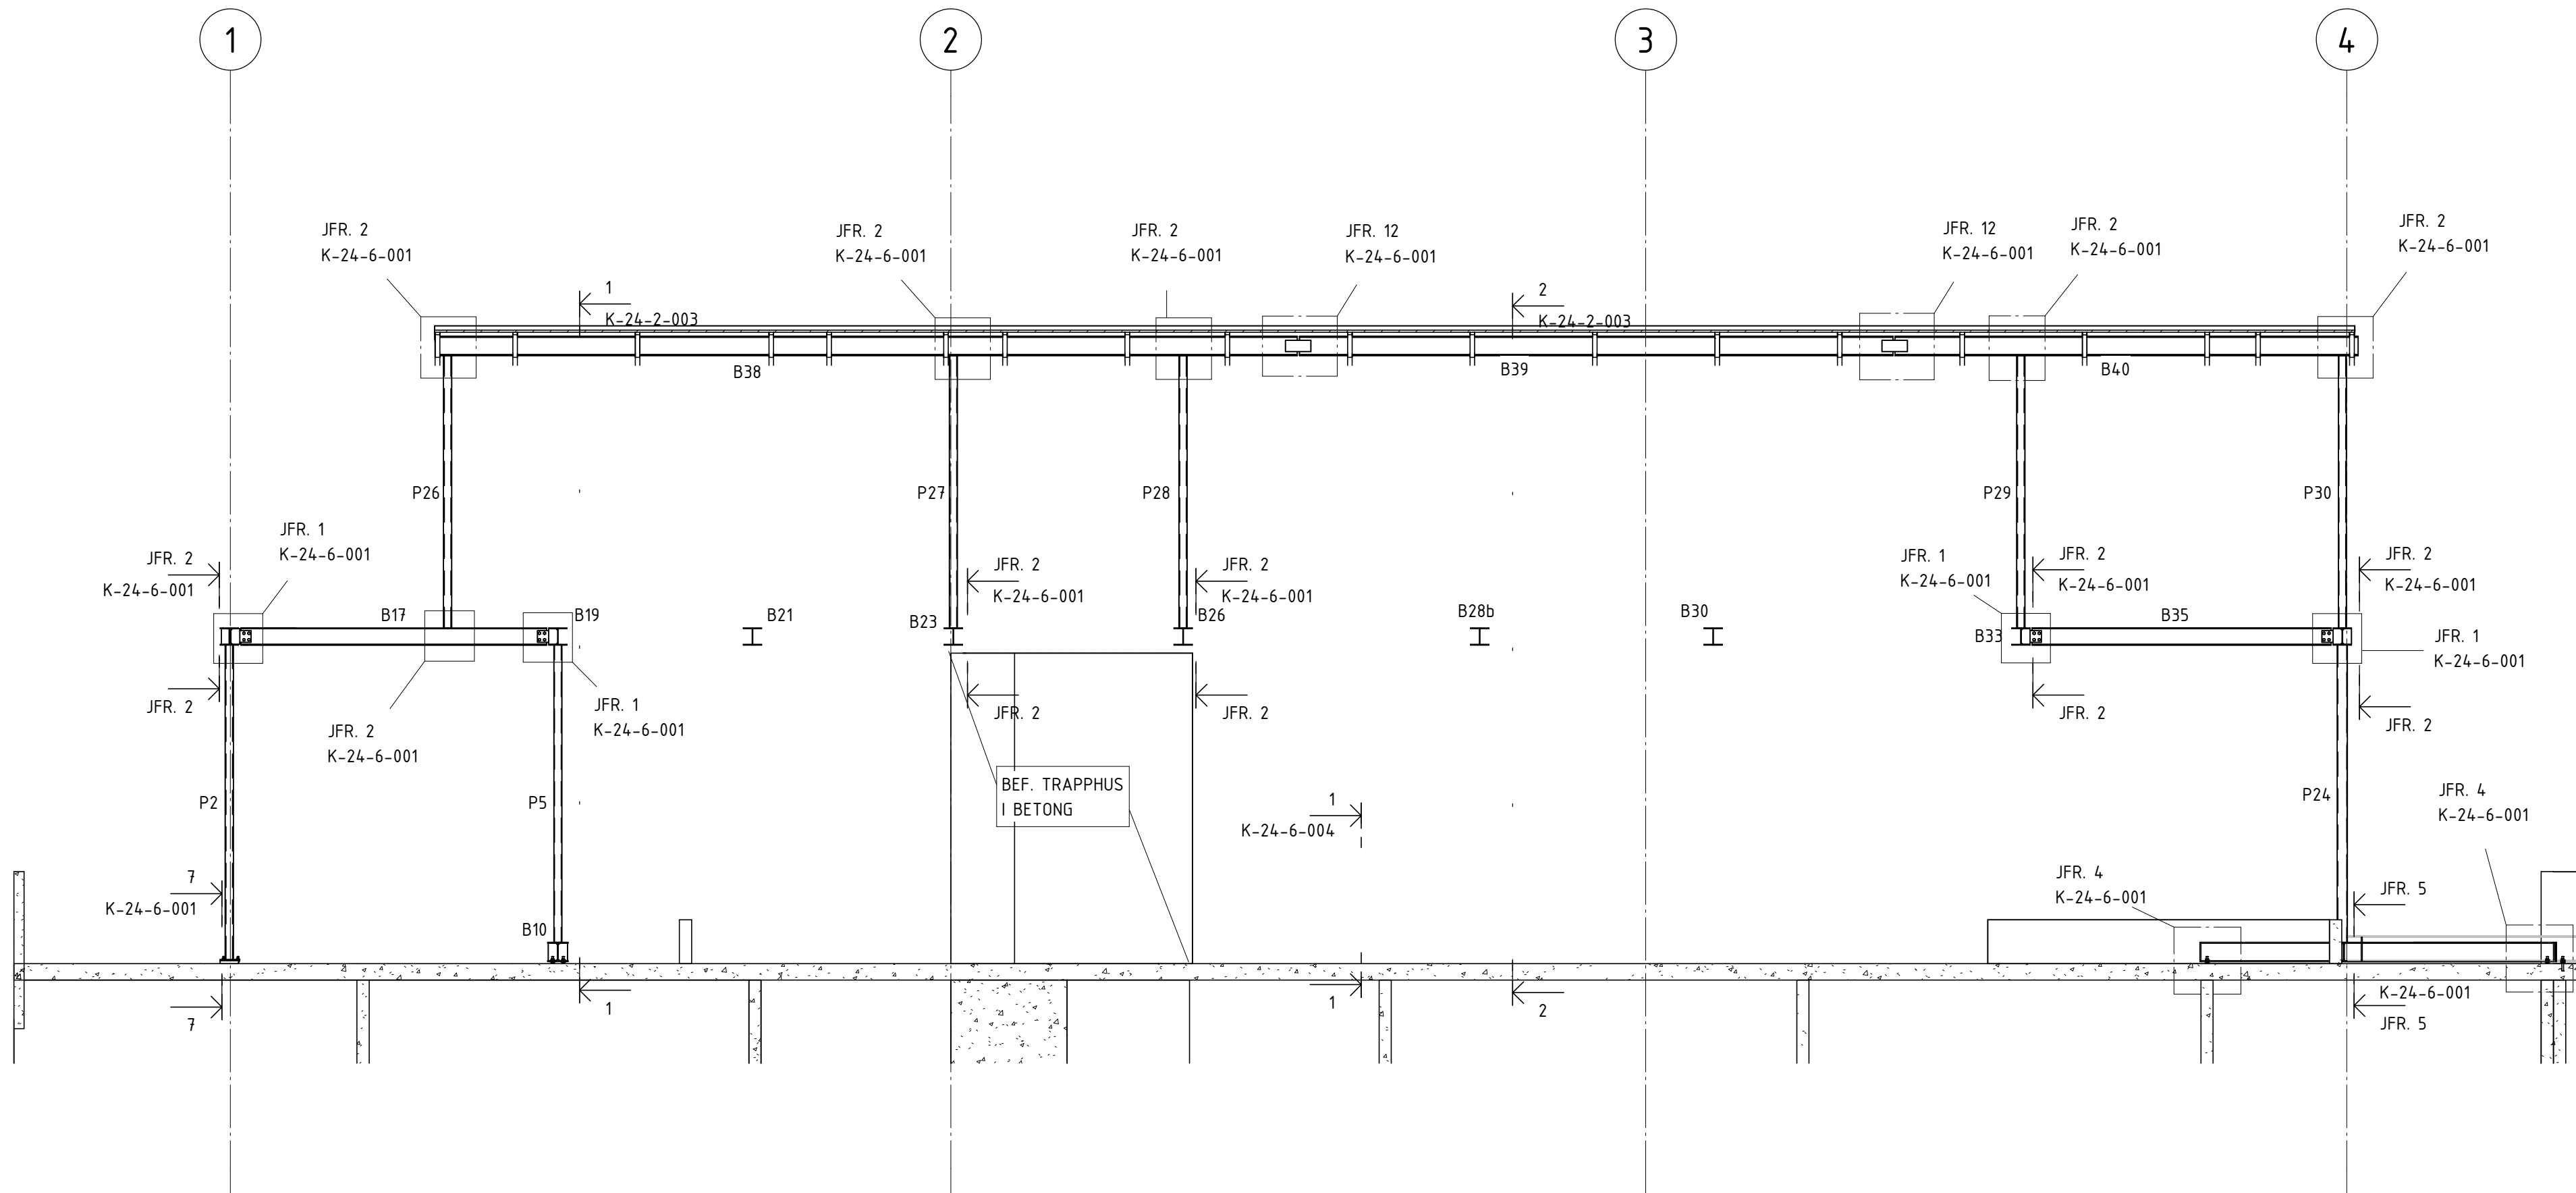 1
2
3
4
JFR. 2
K-24-6-001
JFR. 2
K-24-6-001
JFR. 2
K-24-6-001
JFR. 12
K-24-6-001
JFR. 12
K-24-6-001
JFR. 2
K-24-6-001
JFR. 2
K-24-6-001
1
K-24-2-003
2
K-24-2-003
B38
B39
B40
P26
P27
P28
P29
P30
JFR. 1
K-24-6-001
JFR. 2
K-24-6-001
JFR. 2
K-24-6-001
JFR. 2
K-24-6-001
JFR. 1
K-24-6-001
JFR. 2
K-24-6-001
JFR. 2
K-24-6-001
B17
B19
B21
B23
B26
B28b
B30
B33
B35
JFR. 1
K-24-6-001
JFR. 2
JFR. 2
K-24-6-001
JFR. 1
K-24-6-001
JFR. 2
JFR. 2
JFR. 2
JFR. 2
BEF. TRAPPHUS
I BETONG
P2
P5
P24
1
K-24-6-004
JFR. 4
K-24-6-001
JFR. 4
K-24-6-001
7
K-24-6-001
JFR. 5
B10
K-24-6-001
JFR. 5
7
1
1
2